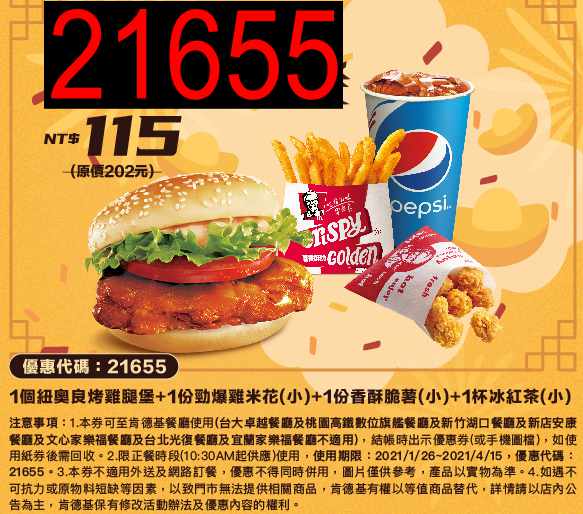 21655
NT$ 115
(原價202元)
pepsi
CRISPY
GOLDEN
hot
enjoy
fresh
優惠代碼：21655
1個紐奧良烤雞腿堡+1份勁爆雞米花(小)+1份香酥脆薯(小)+1杯冰紅茶(小)
注意事項：1.本券可至肯德基餐廳使用(台大卓越餐廳及桃園高鐵數位旗艦餐廳及新竹湖口餐廳及新店安康
餐廳及文心家樂福餐廳及台北光復餐廳及宜蘭家樂福餐廳不適用)，結帳時出示優惠券(或手機圖檔)，如使
用紙券後需回收。2.限正餐時段(10:30AM起供應)使用，使用期限：2021/1/26~2021/4/15，優惠代碼：
21655。3.本券不適用外送及網路訂餐，優惠不得同時併用，圖片僅供參考，產品以實物為準。4.如遇不
可抗力或原物料短缺等因素，以致門市無法提供相關商品，肯德基有權以等值商品替代，詳情請以店內公
告為主，肯德基保有修改活動辦法及優惠內容的權利。